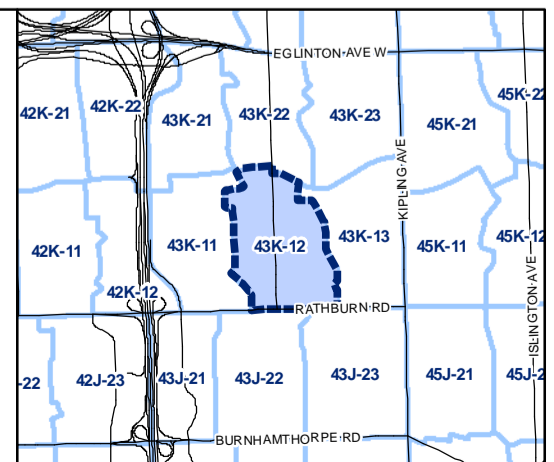 EGLINTON AVE W
45K-22
42K-21
42K-22
43K-21
43K-22
43K-23
45K-21
KIPLING AVE
42K-11
43K-11
43K-12
43K-13
45K-11
45K-12
42K-12
RATHBURN RD
ISLINGTON AVE
-22
42J-23
43J-21
43J-22
43J-23
45J-21
45J-2
BURNHAMTHORPE RD